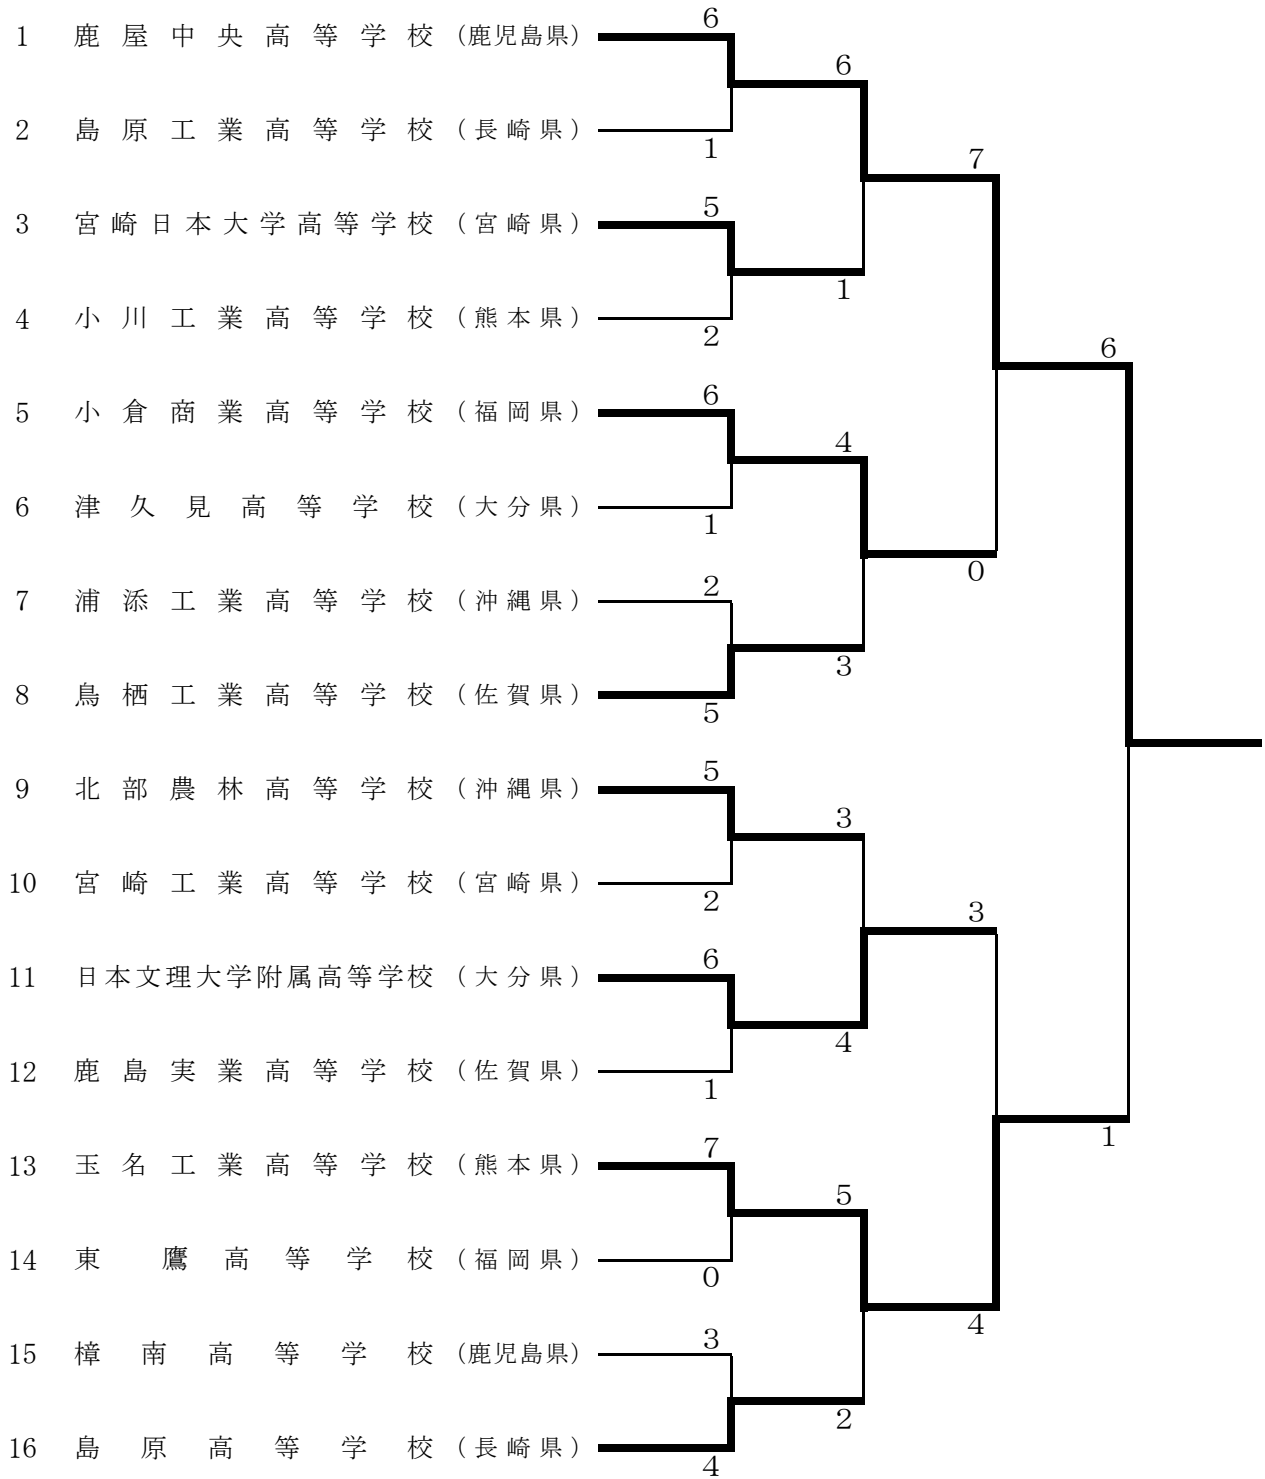 6
1 鹿屋中央高等学校 (鹿児島県)
6
2 島原工業高等学校 (長崎県)
1
7
5
3 宮崎日本大学高等学校 (宮崎県)
1
4 小川工業高等学校 (熊本県)
2
6
6
5 小倉商業高等学校 (福岡県)
4
6 津久見高等学校 (大分県)
1
0
2
7 浦添工業高等学校 (沖縄県)
3
8 鳥栖工業高等学校 (佐賀県)
5
5
9 北部農林高等学校 (沖縄県)
3
10 宮崎工業高等学校 (宮崎県)
2
3
6
11 日本文理大学附属高等学校 (大分県)
4
12 鹿島実業高等学校 (佐賀県)
1
1
7
13 玉名工業高等学校 (熊本県)
5
14 東鷹高等学校 (福岡県)
0
4
3
15 樟南高等学校 (鹿児島県)
2
16 島原高等学校 (長崎県)
4